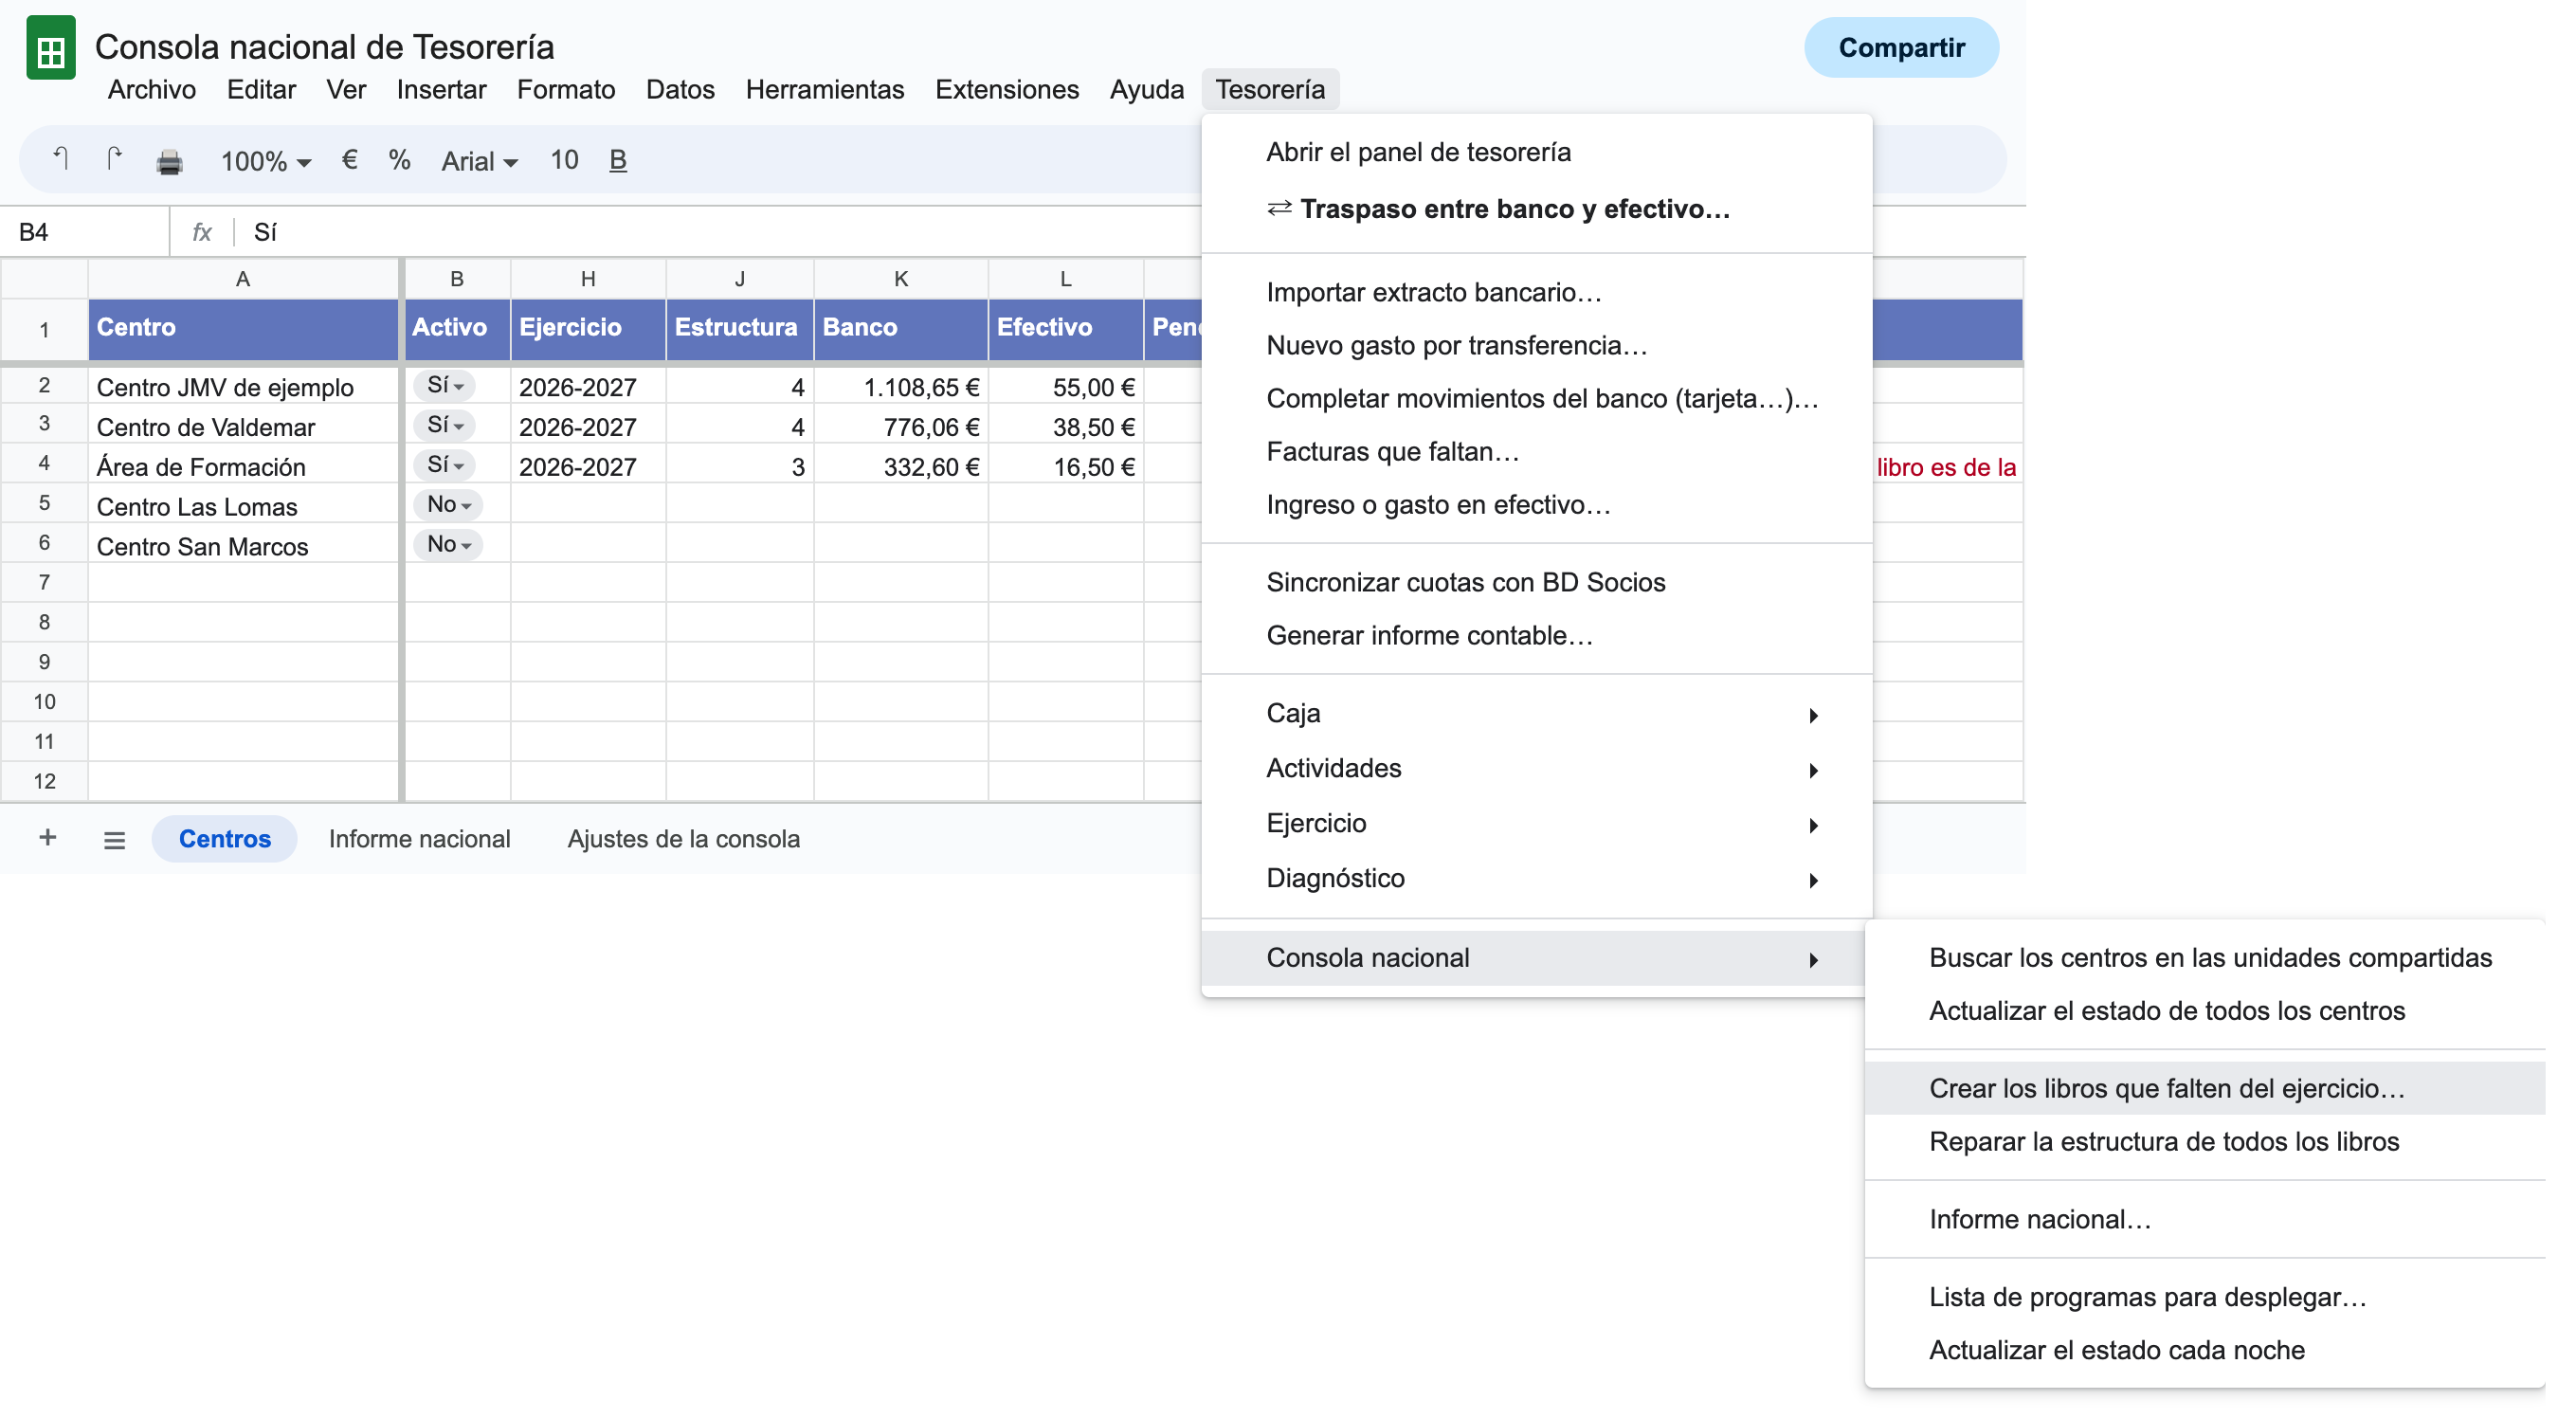 Consola nacional de Tesorería
Compartir
Archivo Editar Ver Insertar Formato Datos Herramientas Extensiones Ayuda Tesorería
100% € % Arial 10 B
B4 fx Sí
A B H J K L
1 Centro Activo Ejercicio Estructura Banco Efectivo
2 Centro JMV de ejemplo Sí 2026-2027 4 1.108,65 € 55,00 €
3 Centro de Valdemar Sí 2026-2027 4 776,06 € 38,50 €
4 Área de Formación Sí 2026-2027 3 332,60 € 16,50 € libro es de la
5 Centro Las Lomas No
6 Centro San Marcos No
7
8
9
10
11
12
+ Centros Informe nacional Ajustes de la consola
Abrir el panel de tesorería
⇄ Traspaso entre banco y efectivo…
Importar extracto bancario…
Nuevo gasto por transferencia…
Completar movimientos del banco (tarjeta…)…
Facturas que faltan…
Ingreso o gasto en efectivo…
Sincronizar cuotas con BD Socios
Generar informe contable…
Caja
Actividades
Ejercicio
Diagnóstico
Consola nacional
Buscar los centros en las unidades compartidas
Actualizar el estado de todos los centros
Crear los libros que falten del ejercicio…
Reparar la estructura de todos los libros
Informe nacional…
Lista de programas para desplegar…
Actualizar el estado cada noche